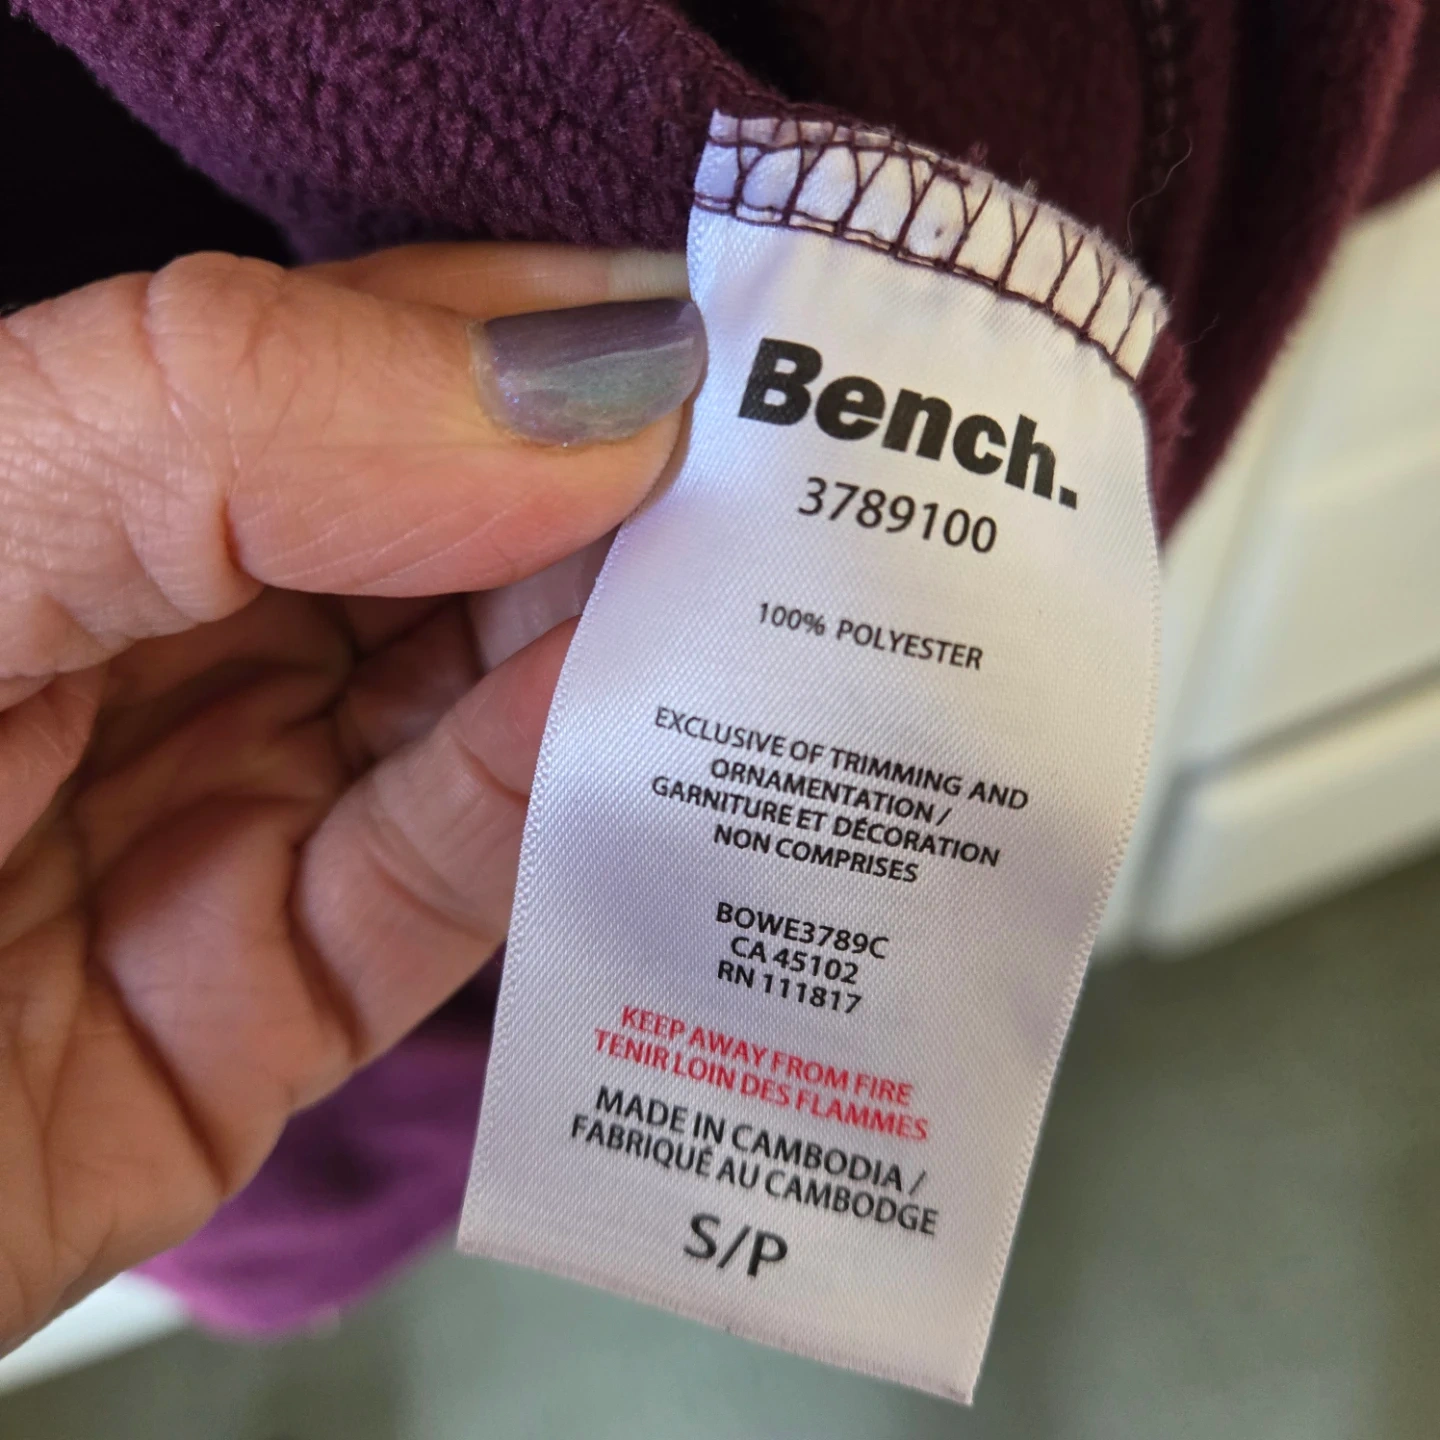 Bench.
3789100
100% POLYESTER
EXCLUSIVE OF TRIMMING AND
ORNAMENTATION /
GARNITURE ET DÉCORATION
NON COMPRISES
BOWE3789C
CA 45102
RN 111817
KEEP AWAY FROM FIRE
TENIR LOIN DES FLAMMES
MADE IN CAMBODIA /
FABRIQUÉ AU CAMBODGE
S/P